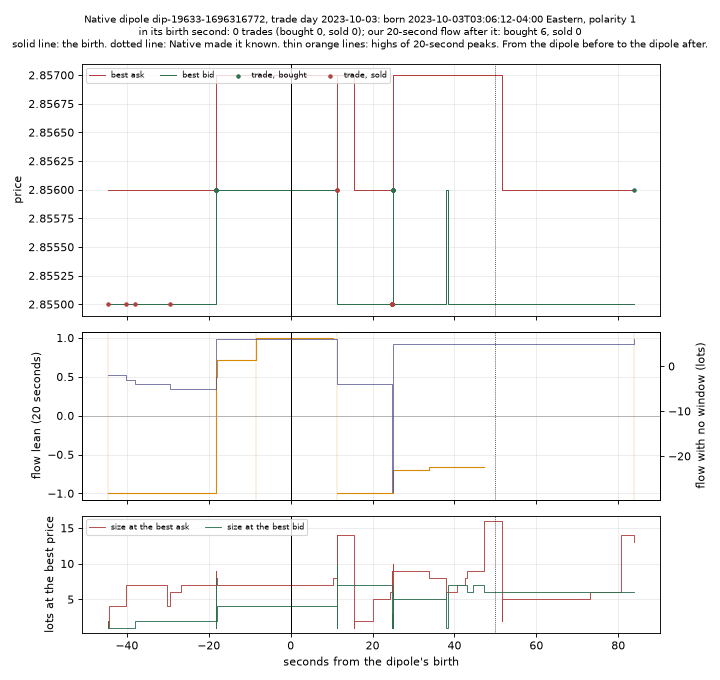 Native dipole dip-19633-1696316772, trade day 2023-10-03: born 2023-10-03T03:06:12-04:00 Eastern, polarity 1
in its birth second: 0 trades (bought 0, sold 0); our 20-second flow after it: bought 6, sold 0
solid line: the birth. dotted line: Native made it known. thin orange lines: highs of 20-second peaks. From the dipole before to the dipole after.
best ask best bid trade, bought trade, sold
2.85700
2.85675
2.85650
2.85625
2.85600
2.85575
2.85550
2.85525
2.85500
price
1.0
0.5
0.0
−0.5
−1.0
flow lean (20 seconds)
0
−10
−20
flow with no window (lots)
size at the best ask size at the best bid
15
10
5
lots at the best price
−40 −20 0 20 40 60 80
seconds from the dipole's birth